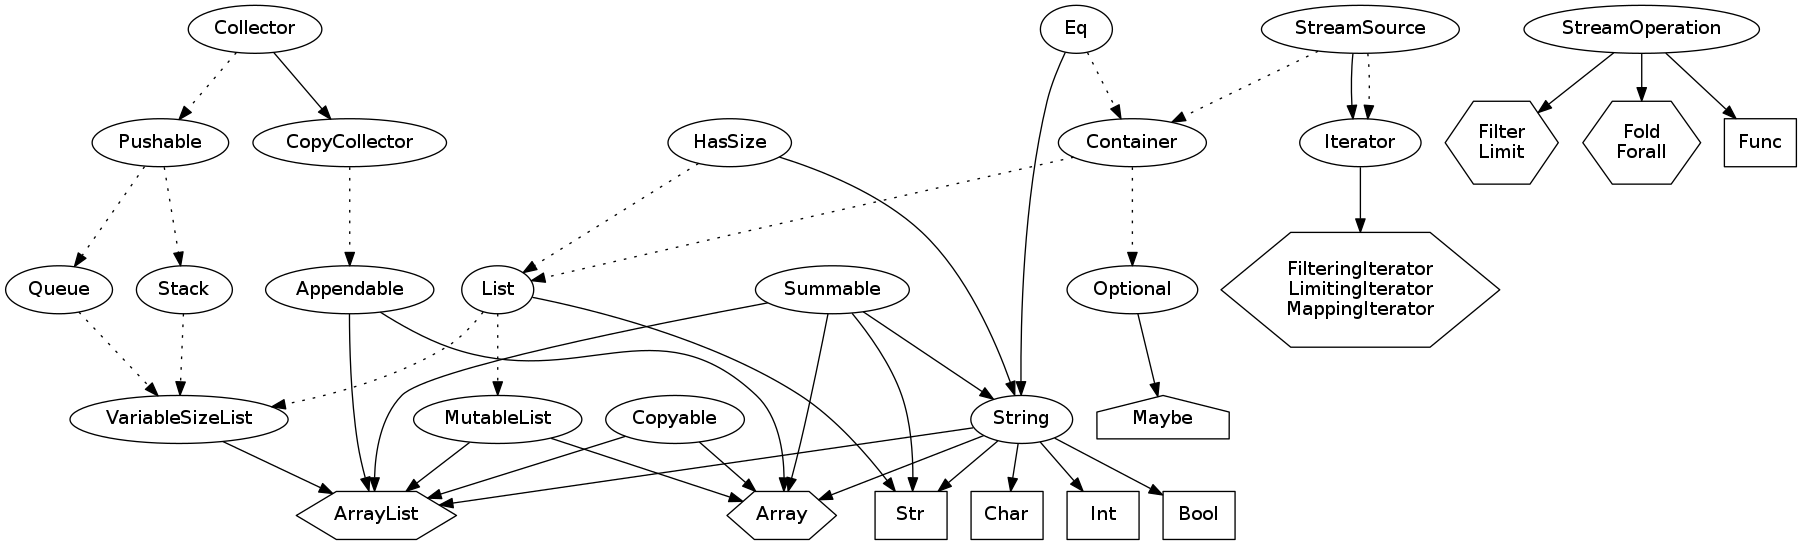 Collector
Eq
StreamSource
StreamOperation
Pushable
CopyCollector
HasSize
Container
Iterator
Filter
Limit
Fold
Forall
Func
Queue
Stack
Appendable
List
Summable
Optional
FilteringIterator
LimitingIterator
MappingIterator
VariableSizeList
MutableList
Copyable
String
Maybe
ArrayList
Array
Str
Char
Int
Bool